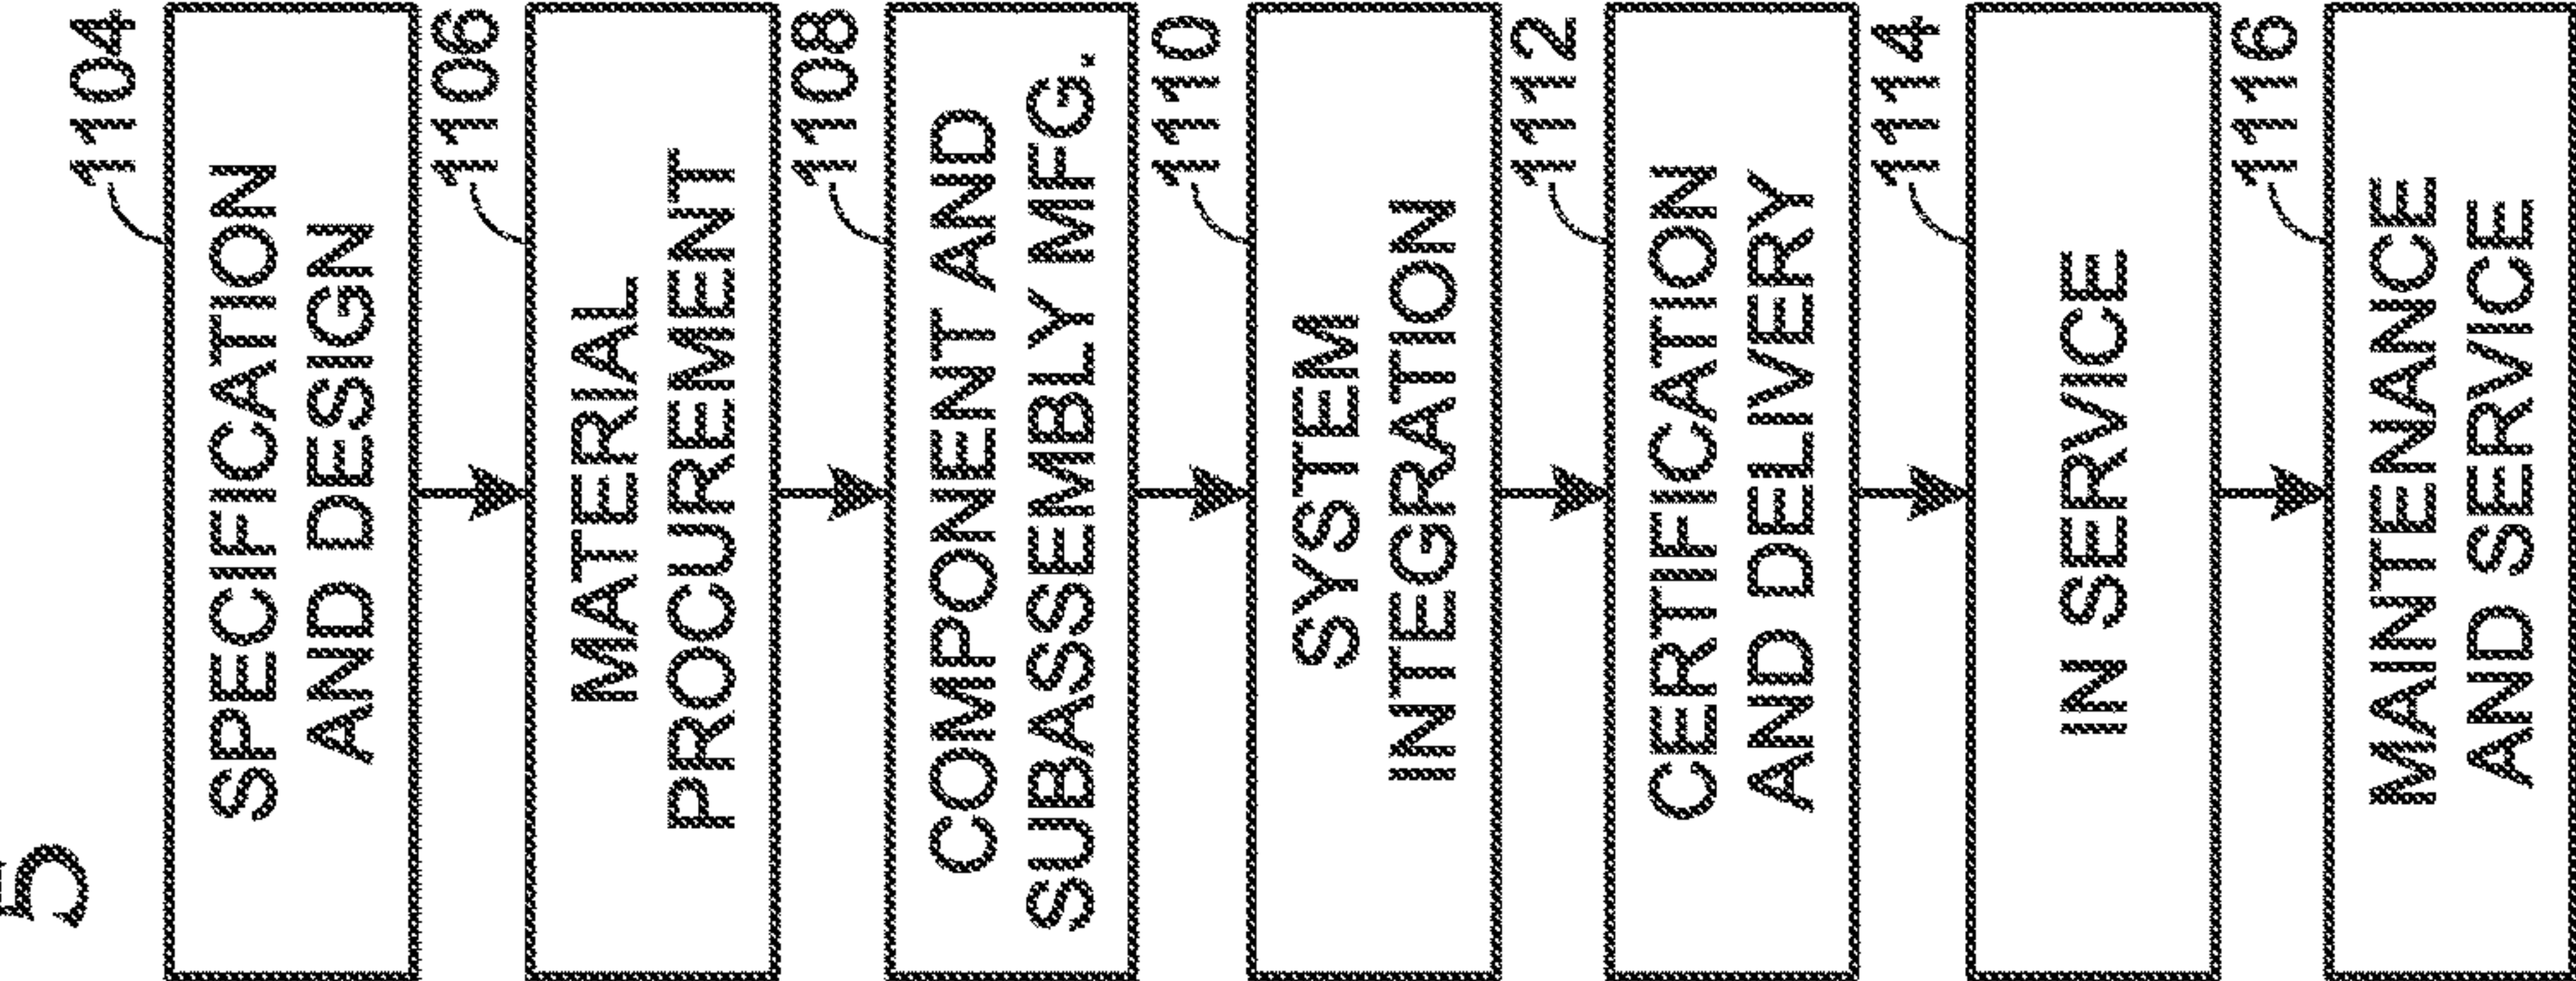 5
1104
SPECIFICATION
AND DESIGN
1106
MATERIAL
PROCUREMENT
1108
COMPONENT AND
SUBASSEMBLY MFG.
1110
SYSTEM
INTEGRATION
1112
CERTIFICATION
AND DELIVERY
1114
IN SERVICE
1116
MAINTENANCE
AND SERVICE